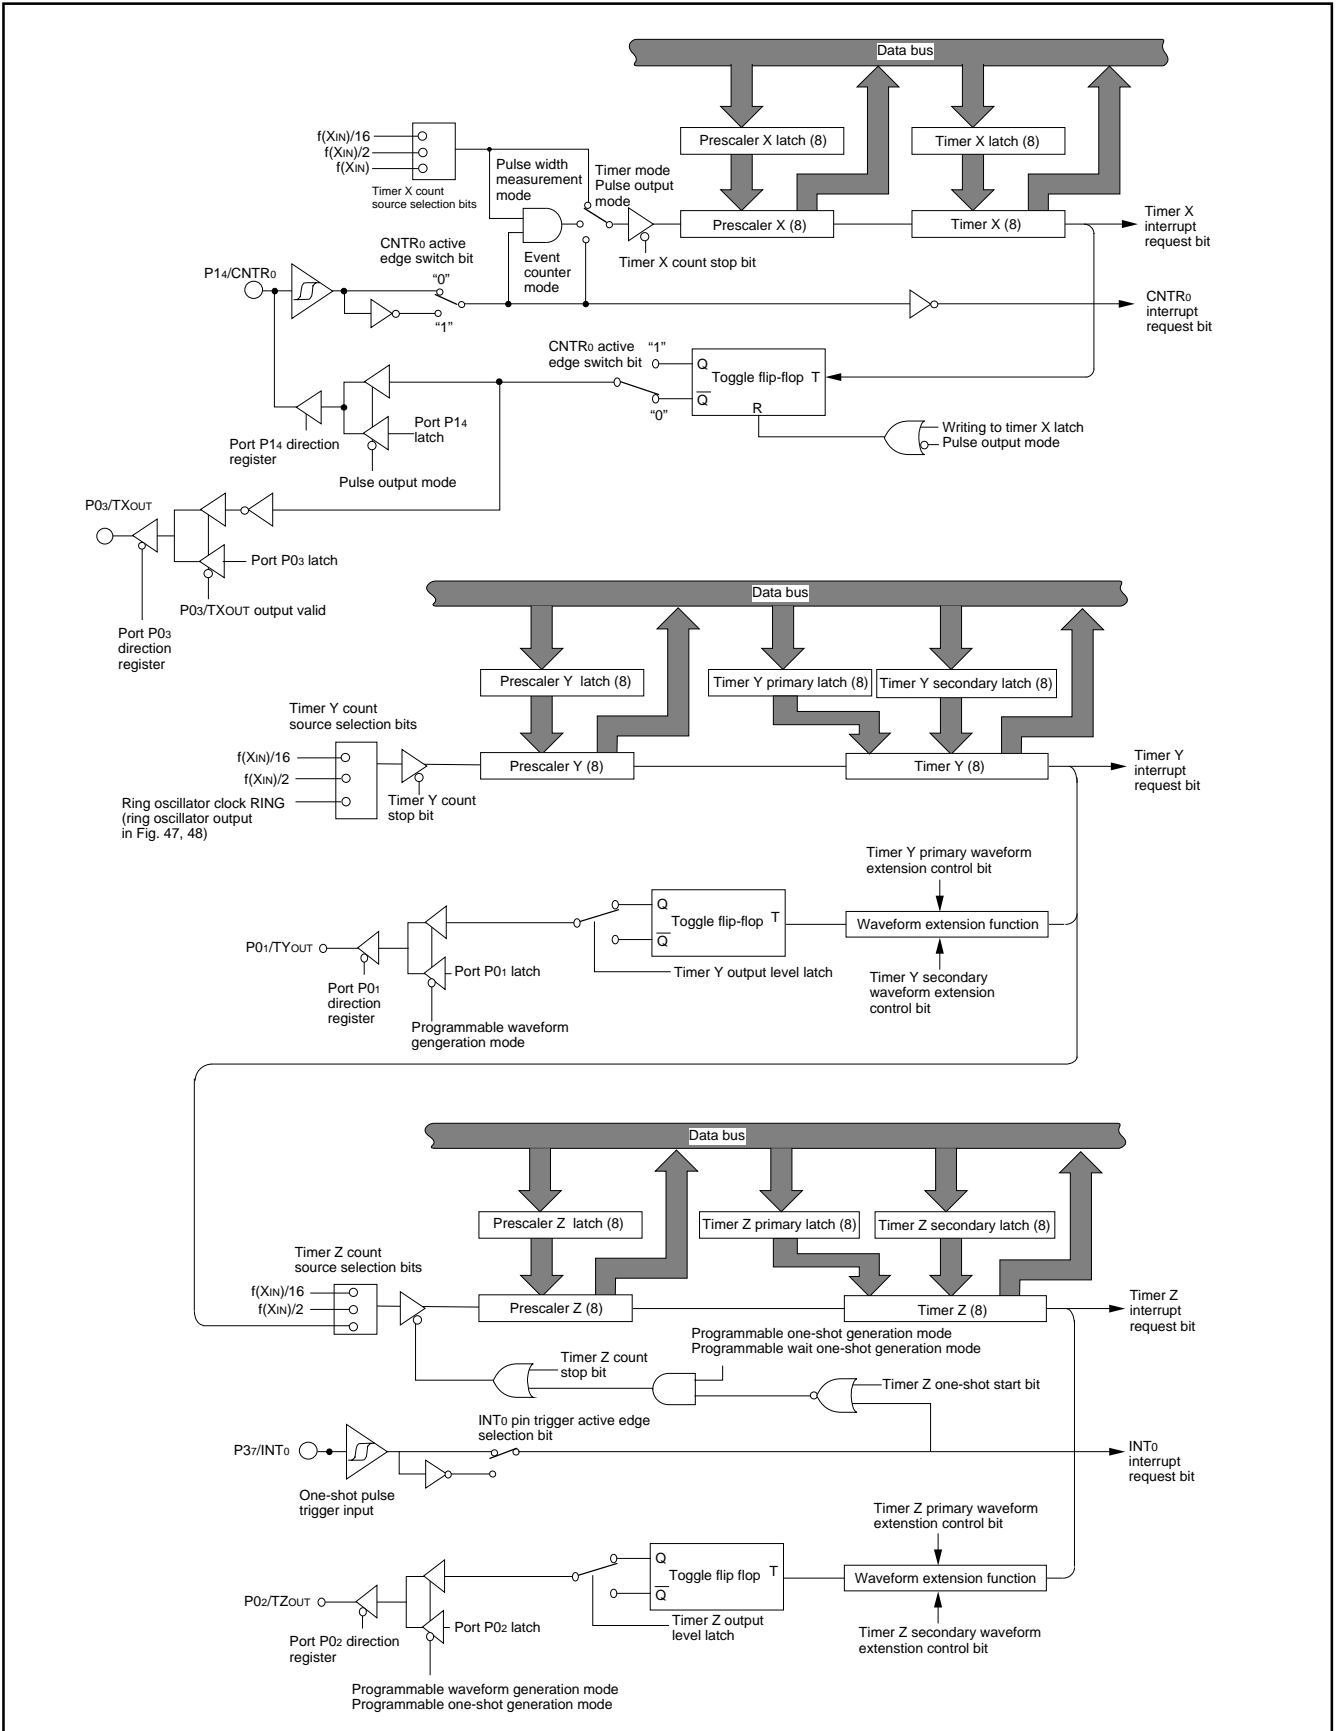 Data bus
f(XIN)/16
f(XIN)/2
f(XIN)
Timer X count
source selection bits
Pulse width
measurement
mode
Timer mode
Pulse output
mode
Prescaler X latch (8)
Timer X latch (8)
Prescaler X (8)
Timer X (8)
Timer X
interrupt
request bit
Timer X count stop bit
CNTR0 active
edge switch bit
Event
counter
mode
P14/CNTR0
“0”
“1”
CNTR0
interrupt
request bit
CNTR0 active
edge switch bit
“1”
“0”
Q
Toggle flip-flop T
Q
R
Writing to timer X latch
Pulse output mode
Port P14
latch
Port P14 direction
register
Pulse output mode
P03/TXOUT
Port P03 latch
P03/TXOUT output valid
Port P03
direction
register
Data bus
Prescaler Y latch (8)
Timer Y primary latch (8)
Timer Y secondary latch (8)
Timer Y count
source selection bits
f(XIN)/16
f(XIN)/2
Ring oscillator clock RING
(ring oscillator output
in Fig. 47, 48)
Timer Y count
stop bit
Prescaler Y (8)
Timer Y (8)
Timer Y
interrupt
request bit
Timer Y primary waveform
extension control bit
Q
Toggle flip-flop T
Q
Waveform extension function
P01/TYOUT
Port P01 latch
Timer Y output level latch
Timer Y secondary
waveform extension
control bit
Port P01
direction
register
Programmable waveform
gengeration mode
Data bus
Prescaler Z latch (8)
Timer Z primary latch (8)
Timer Z secondary latch (8)
Timer Z count
source selection bits
f(XIN)/16
f(XIN)/2
Prescaler Z (8)
Timer Z (8)
Timer Z
interrupt
request bit
Programmable one-shot generation mode
Programmable wait one-shot generation mode
Timer Z count
stop bit
Timer Z one-shot start bit
INT0 pin trigger active edge
selection bit
P37/INT0
INT0
interrupt
request bit
One-shot pulse
trigger input
Timer Z primary waveform
extenstion control bit
Q
Toggle flip flop T
Q
Waveform extension function
P02/TZOUT
Port P02 latch
Timer Z output
level latch
Timer Z secondary waveform
extenstion control bit
Port P02 direction
register
Programmable waveform generation mode
Programmable one-shot generation mode